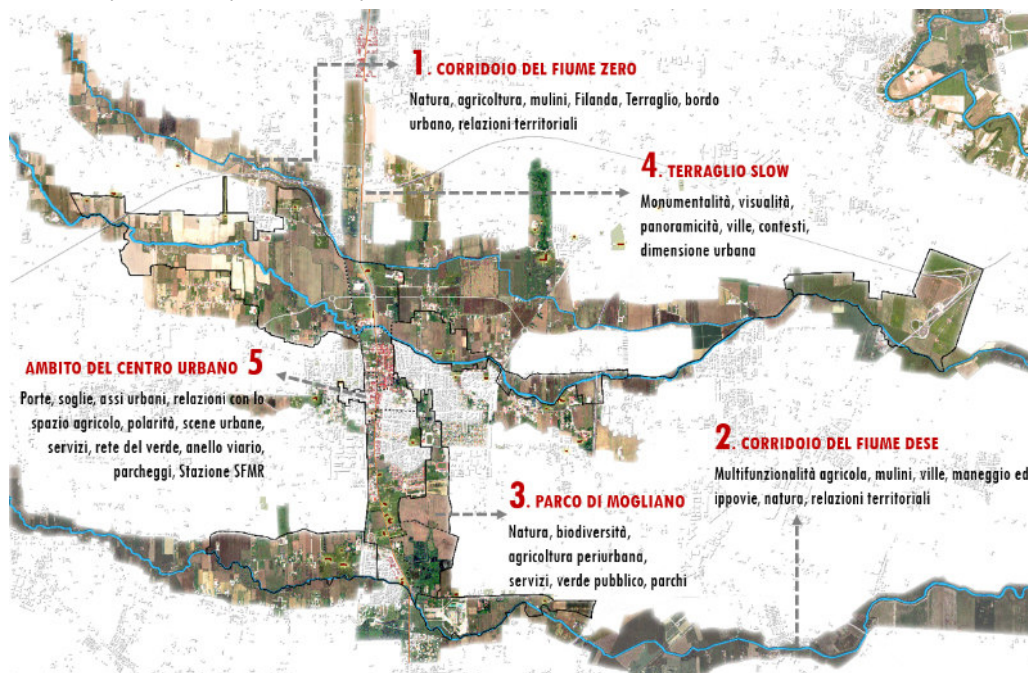 1. CORRIDOIO DEL FIUME ZERO
Natura, agricoltura, mulini, Filanda, Terraglio, bordo
urbano, relazioni territoriali
4. TERRAGLIO SLOW
Monumentalità, visualità,
panoramicità, ville, contesti,
dimensione urbana
AMBITO DEL CENTRO URBANO 5
Porte, soglie, assi urbani, relazioni con lo
spazio agricolo, polarità, scene urbane,
servizi, rete del verde, anello viario,
parcheggi, Stazione SFMR
2. CORRIDOIO DEL FIUME DESE
Multifunzionalità agricola, mulini, ville, maneggio ed
ippovie, natura, relazioni territoriali
3. PARCO DI MOGLIANO
Natura, biodiversità,
agricoltura periurbana,
servizi, verde pubblico, parchi